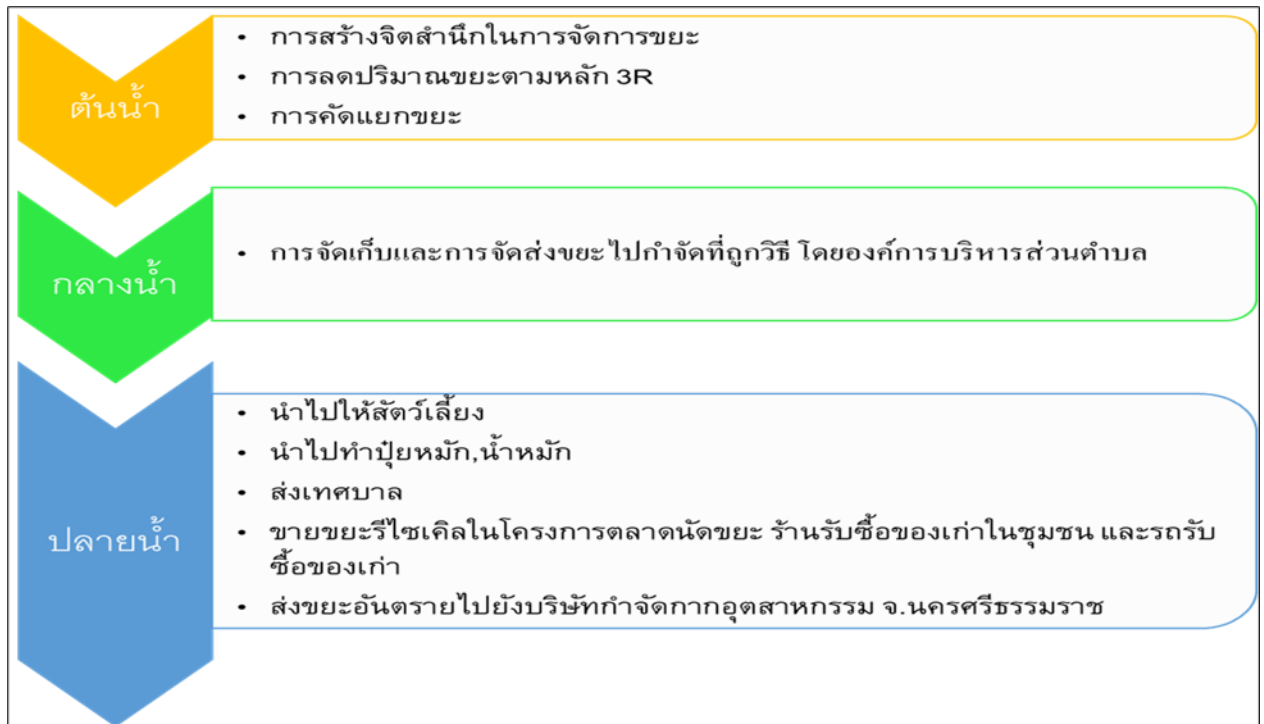 ต้นน้ำ
• การสร้างจิตสำนึกในการจัดการขยะ
• การลดปริมาณขยะตามหลัก 3R
• การคัดแยกขยะ
กลางน้ำ
• การจัดเก็บและการจัดส่งขยะไปกำจัดที่ถูกวิธี โดยองค์การบริหารส่วนตำบล
ปลายน้ำ
• นำไปให้สัตว์เลี้ยง
• นำไปทำปุ๋ยหมัก,น้ำหมัก
• ส่งเทศบาล
• ขายขยะรีไซเคิลในโครงการตลาดนัดขยะ ร้านรับซื้อของเก่าในชุมชน และรถรับ
ซื้อของเก่า
• ส่งขยะอันตรายไปยังบริษัทกำจัดกากอุตสาหกรรม จ.นครศรีธรรมราช